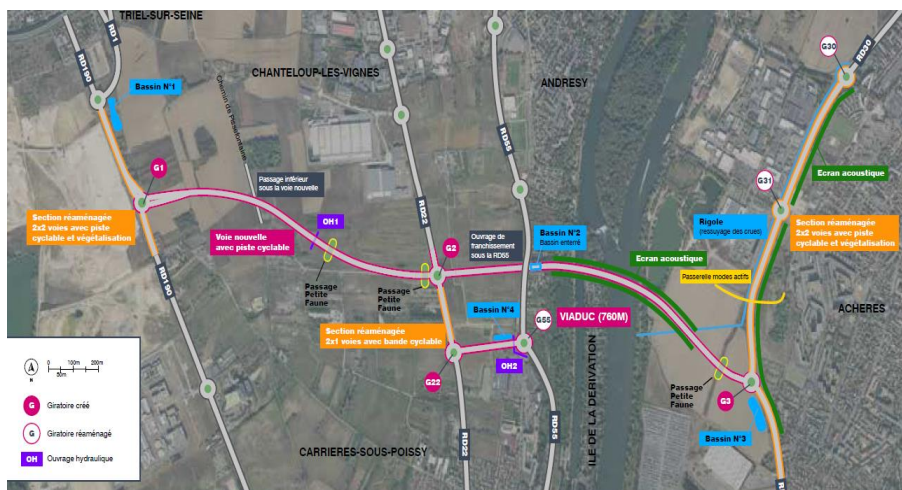 TRIEL-SUR-SEINE
RD1
RD190
Bassin N°1
CHANTELOUP-LES-VIGNES
Chemin de Pissefontaine
ANDRESY
G30
RD30
G1
Passage inférieur
sous la voie nouvelle
RD55
RD22
Ecran acoustique
G31
Section réaménagée
2x2 voies avec piste
cyclable et végétalisation
Voie nouvelle
avec piste cyclable
OH1
Ouvrage de
franchissement
sous la RD55
Bassin N°2
Bassin enterré
Rigole
(ressuyage des crues)
Section réaménagée
2x2 voies avec piste
cyclable et végétalisation
G2
Ecran acoustique
Passerelle modes actifs
RD190
Passage
Petite
Faune
Passage
Petite
Faune
Bassin N°4
G55
VIADUC (760M)
ACHERES
Section réaménagée
2x1 voies avec bande cyclable
G22
OH2
ILE DE LA DERIVATION
Passage
Petite
Faune
G3
Bassin N°3
N
0 100m 200m
50m
G
Giratoire créé
G
Giratoire réaménagé
OH
Ouvrage hydraulique
CARRIERES-SOUS-POISSY
RD22
RD55